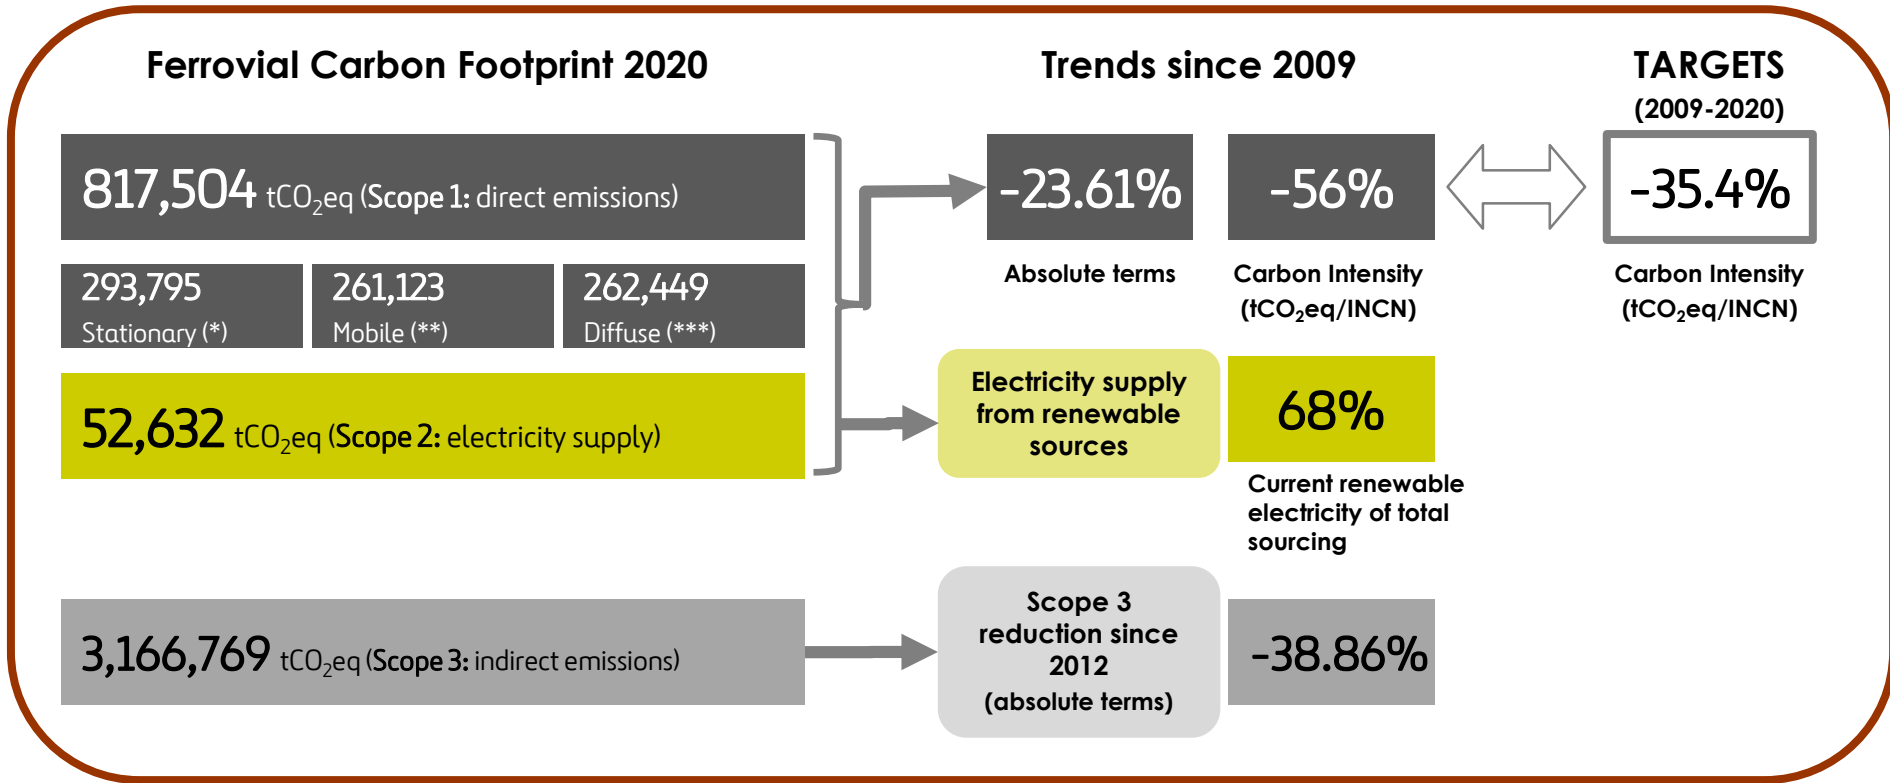 Ferrovial Carbon Footprint 2020
817,504 tCO₂eq (Scope 1: direct emissions)
293,795
Stationary (*)
261,123
Mobile (**)
262,449
Diffuse (***)
52,632 tCO₂eq (Scope 2: electricity supply)
3,166,769 tCO₂eq (Scope 3: indirect emissions)
Trends since 2009
-23.61%
Absolute terms
-56%
Carbon Intensity
(tCO₂eq/INCN)
Electricity supply
from renewable
sources
68%
Current renewable
electricity of total
sourcing
Scope 3
reduction since
2012
(absolute terms)
-38.86%
TARGETS
(2009-2020)
-35.4%
Carbon Intensity
(tCO₂eq/INCN)